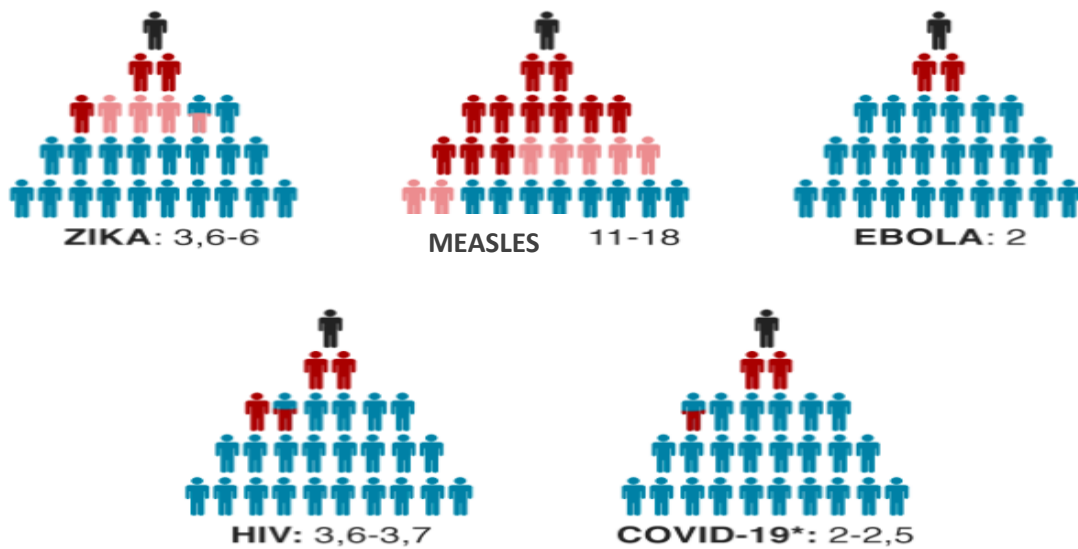 ZIKA: 3,6-6
MEASLES 11-18
EBOLA: 2
HIV: 3,6-3,7
COVID-19*: 2-2,5